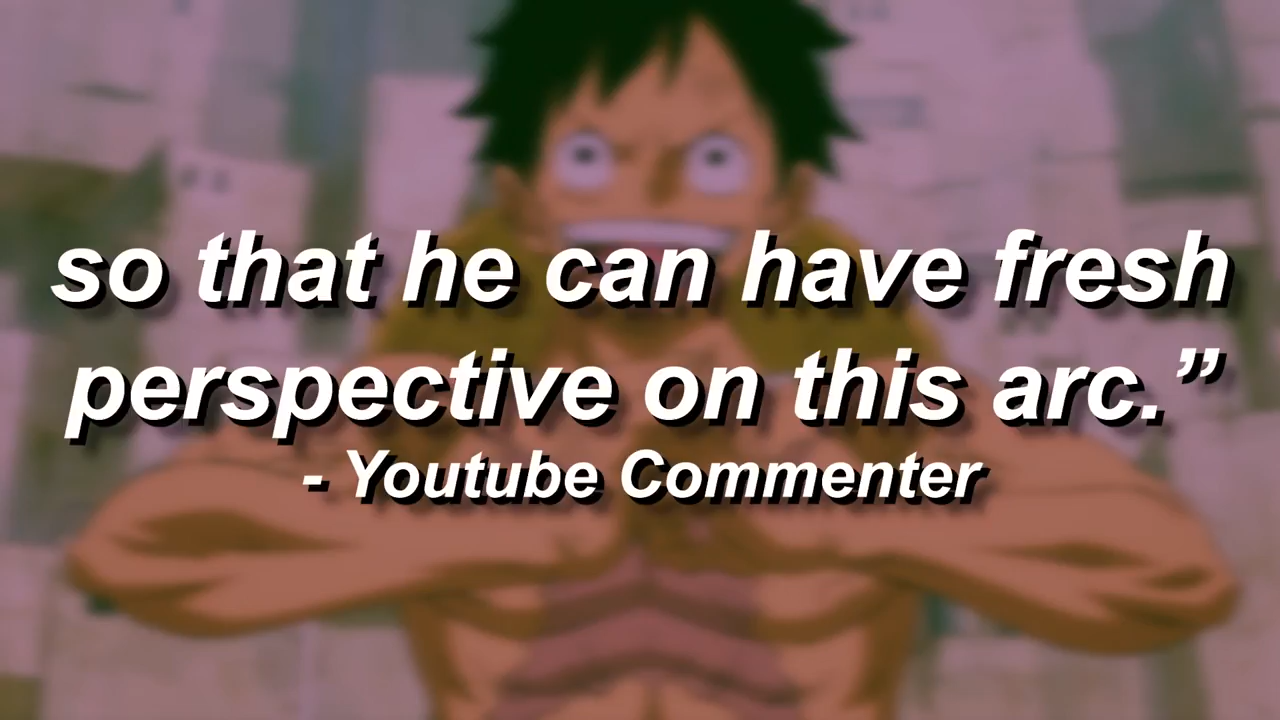 so that he can have fresh
perspective on this arc.”
- Youtube Commenter